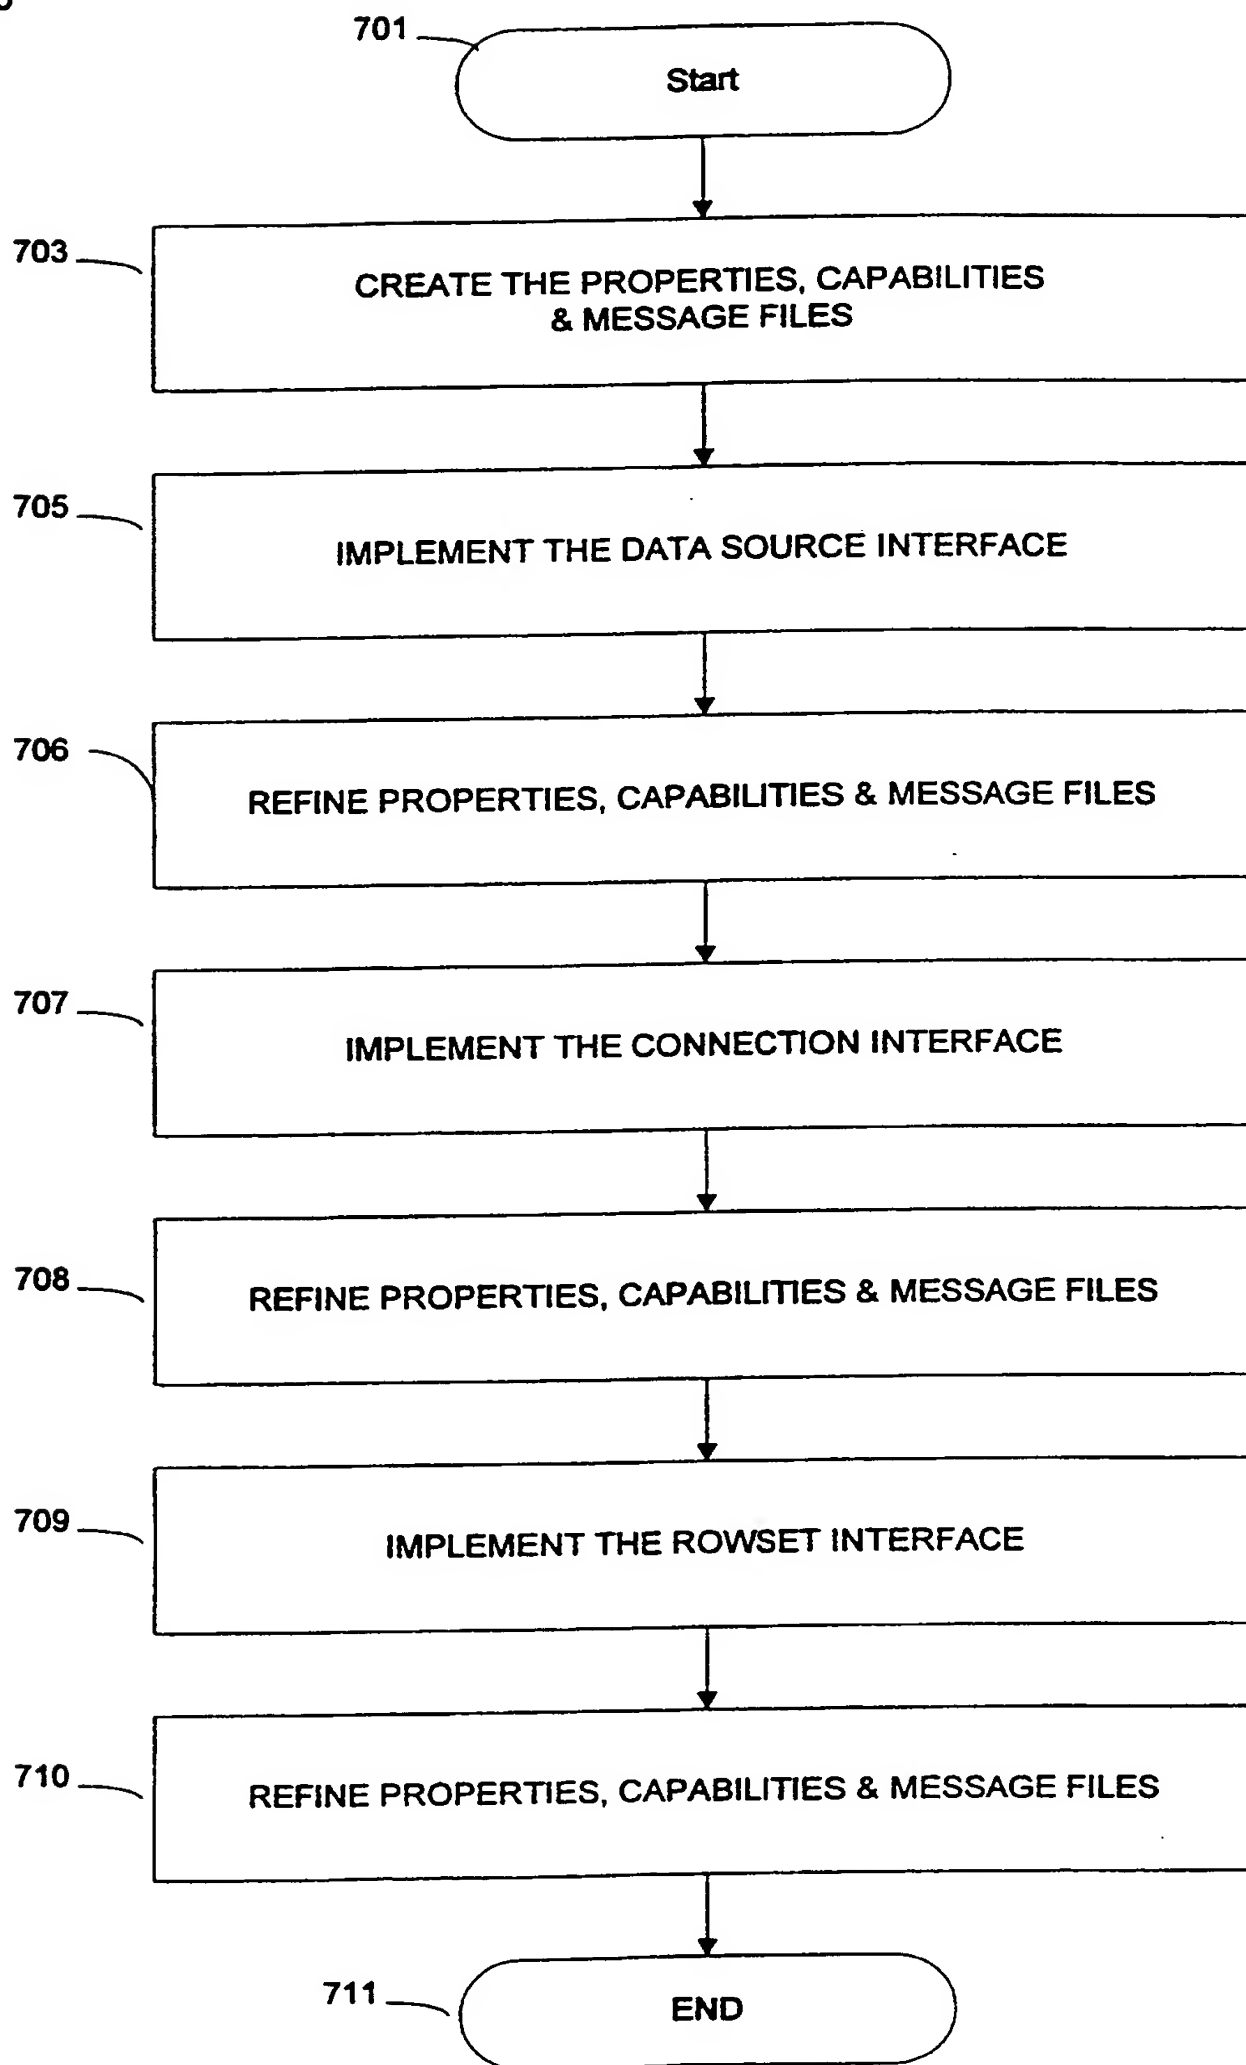 701
Start
703
CREATE THE PROPERTIES, CAPABILITIES
& MESSAGE FILES
705
IMPLEMENT THE DATA SOURCE INTERFACE
706
REFINE PROPERTIES, CAPABILITIES & MESSAGE FILES
707
IMPLEMENT THE CONNECTION INTERFACE
708
REFINE PROPERTIES, CAPABILITIES & MESSAGE FILES
709
IMPLEMENT THE ROWSET INTERFACE
710
REFINE PROPERTIES, CAPABILITIES & MESSAGE FILES
711
END